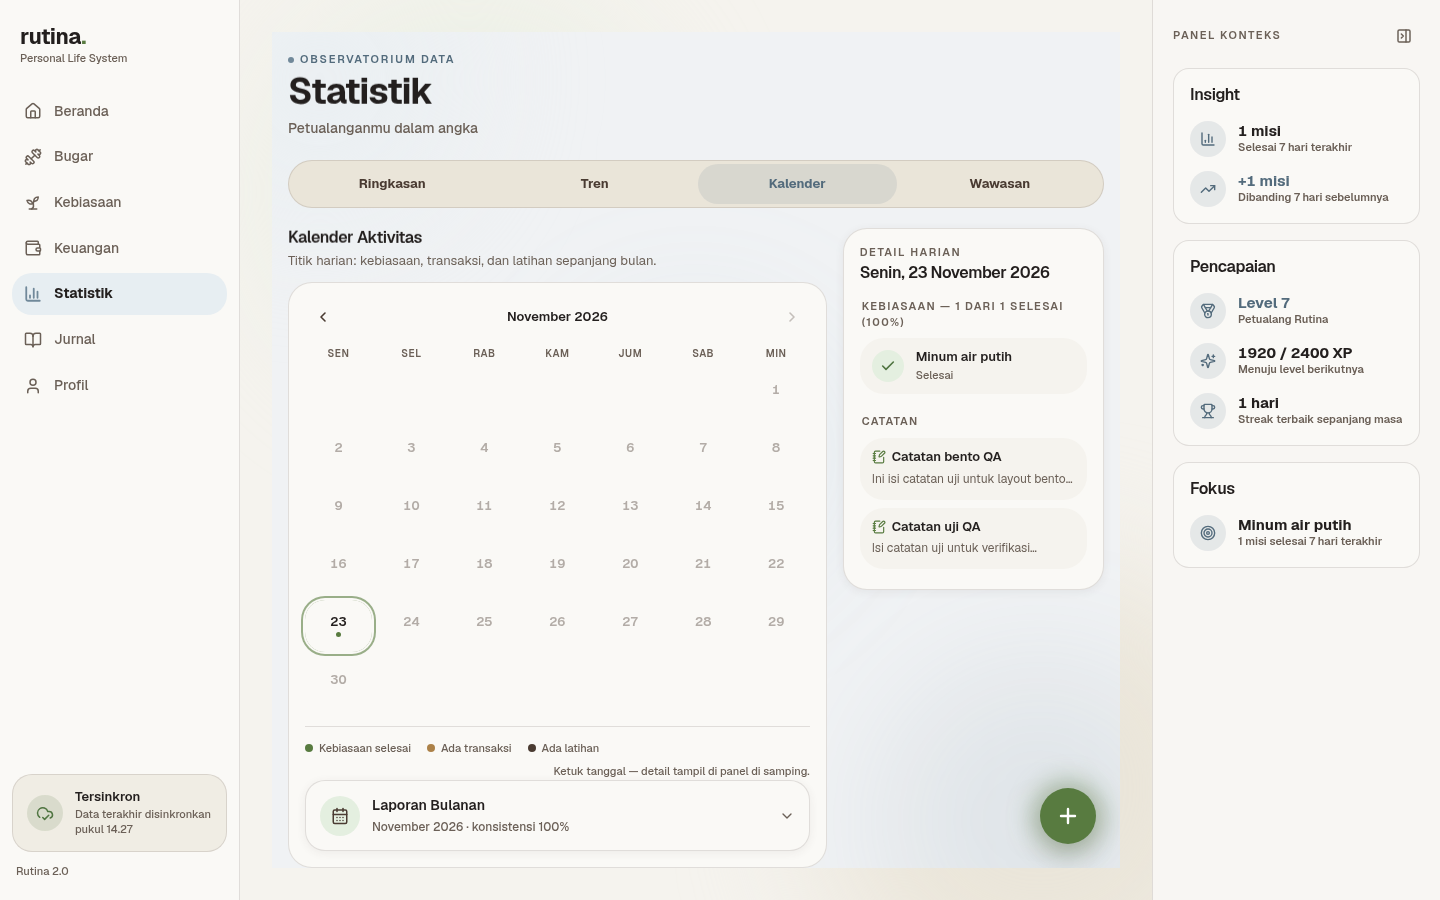 rutina.
Personal Life System
Beranda
Bugar
Kebiasaan
Keuangan
Statistik
Jurnal
Profil
Tersinkron
Data terakhir disinkronkan
pukul 14.27
Rutina 2.0
OBSERVATORIUM DATA
Statistik
Petualanganmu dalam angka
Ringkasan Tren Kalender Wawasan
Kalender Aktivitas
Titik harian: kebiasaan, transaksi, dan latihan sepanjang bulan.
November 2026
SEN SEL RAB KAM JUM SAB MIN
1
2 3 4 5 6 7 8
9 10 11 12 13 14 15
16 17 18 19 20 21 22
23 24 25 26 27 28 29
30
Kebiasaan selesai Ada transaksi Ada latihan
Ketuk tanggal — detail tampil di panel di samping.
Laporan Bulanan
November 2026 · konsistensi 100%
DETAIL HARIAN
Senin, 23 November 2026
KEBIASAAN — 1 DARI 1 SELESAI
(100%)
Minum air putih
Selesai
CATATAN
Catatan bento QA
Ini isi catatan uji untuk layout bento…
Catatan uji QA
Isi catatan uji untuk verifikasi…
PANEL KONTEKS
Insight
1 misi
Selesai 7 hari terakhir
+1 misi
Dibanding 7 hari sebelumnya
Pencapaian
Level 7
Petualang Rutina
1920 / 2400 XP
Menuju level berikutnya
1 hari
Streak terbaik sepanjang masa
Fokus
Minum air putih
1 misi selesai 7 hari terakhir